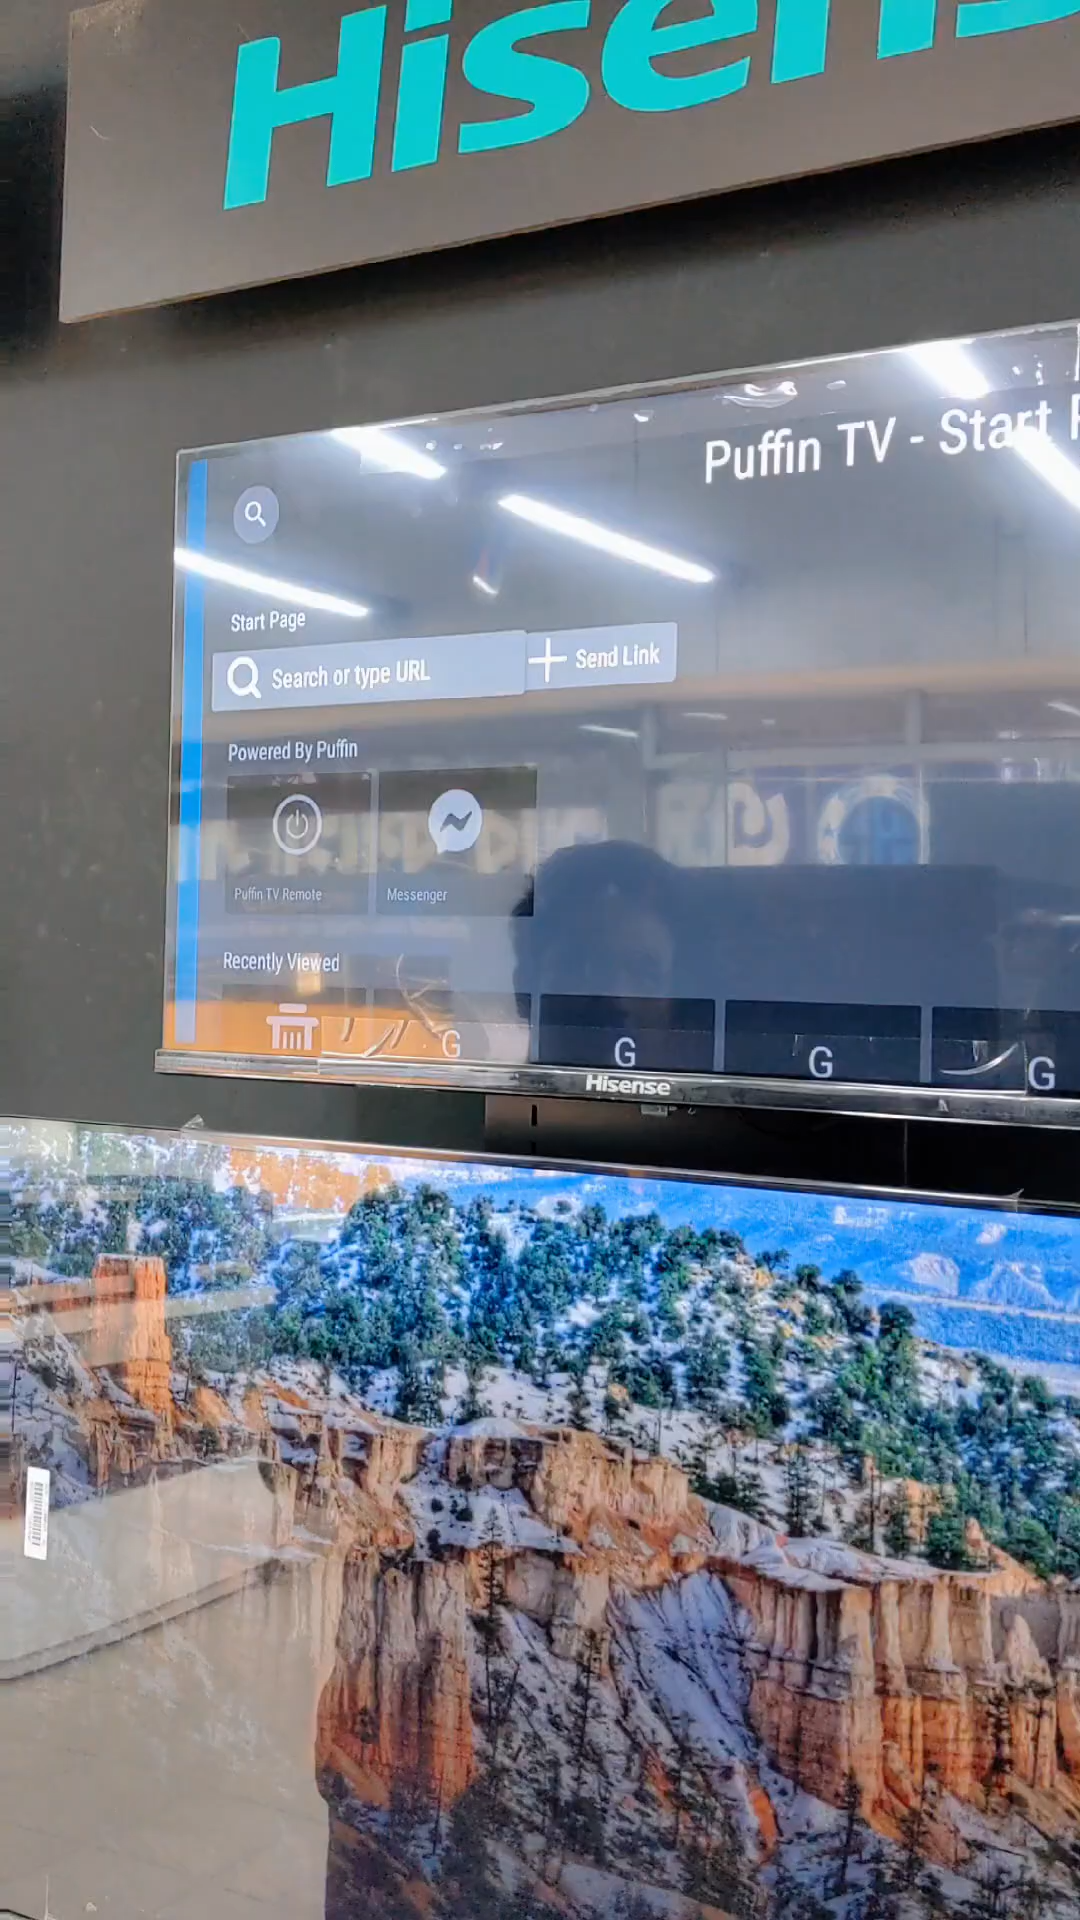 Hisens
Puffin TV - Start
Start Page
Search or type URL
Send Link
Powered By Puffin
Puffin TV Remote
Messenger
Recently Viewed
G
G
G
G
Hisense